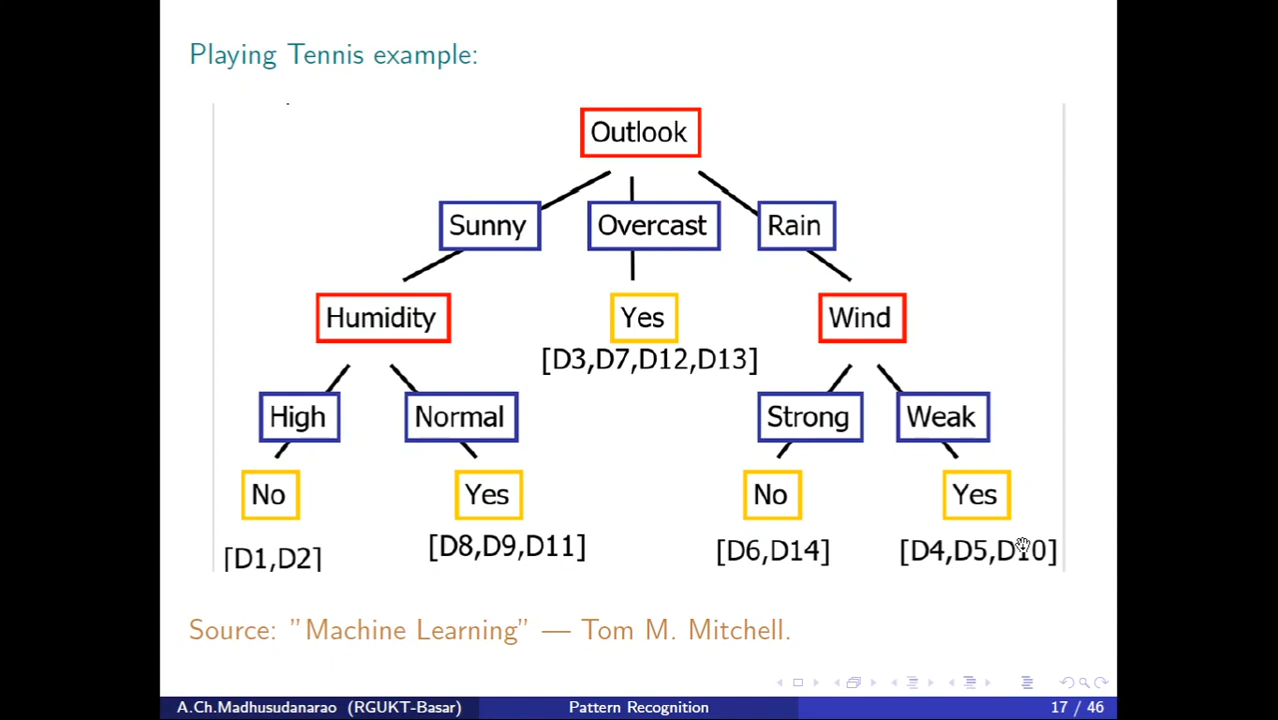 Playing Tennis example:
Outlook
Sunny Overcast Rain
Humidity Yes Wind
[D3,D7,D12,D13]
High Normal Strong Weak
No Yes No Yes
[D1,D2] [D8,D9,D11] [D6,D14] [D4,D5,D10]
Source: "Machine Learning" — Tom M. Mitchell.
A.Ch.Madhusudanarao (RGUKT-Basar) Pattern Recognition 17 / 46